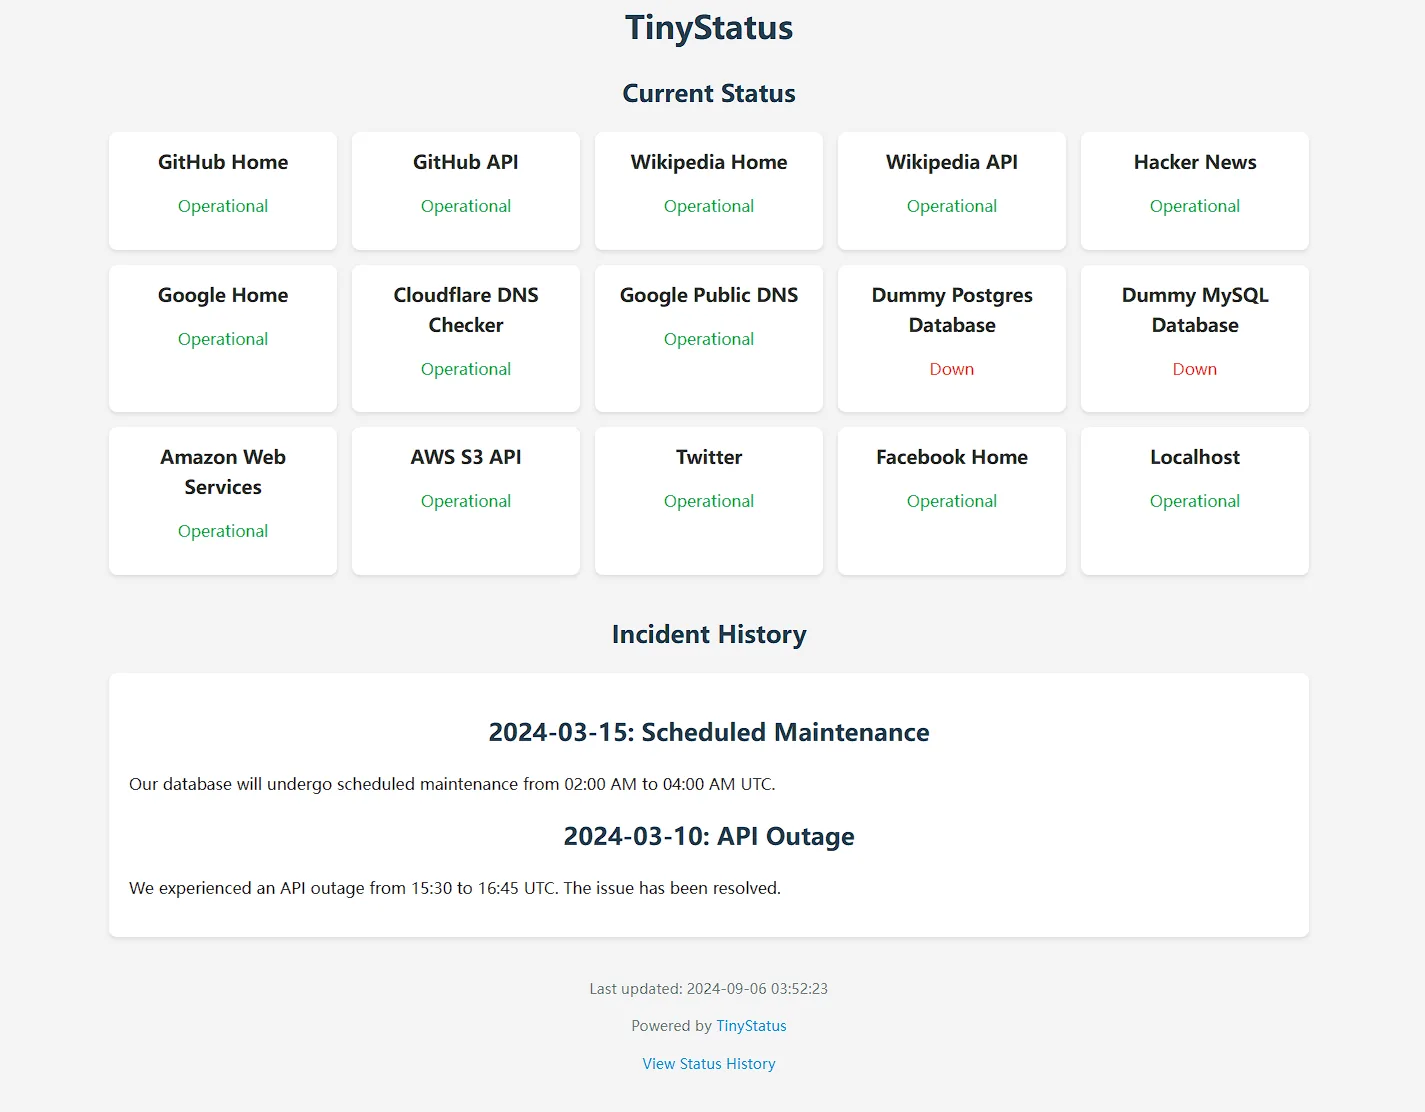 TinyStatus
Current Status
GitHub Home
Operational
GitHub API
Operational
Wikipedia Home
Operational
Wikipedia API
Operational
Hacker News
Operational
Google Home
Operational
Cloudflare DNS
Checker
Operational
Google Public DNS
Operational
Dummy Postgres
Database
Down
Dummy MySQL
Database
Down
Amazon Web
Services
Operational
AWS S3 API
Operational
Twitter
Operational
Facebook Home
Operational
Localhost
Operational
Incident History
2024-03-15: Scheduled Maintenance
Our database will undergo scheduled maintenance from 02:00 AM to 04:00 AM UTC.
2024-03-10: API Outage
We experienced an API outage from 15:30 to 16:45 UTC. The issue has been resolved.
Last updated: 2024-09-06 03:52:23
Powered by TinyStatus
View Status History